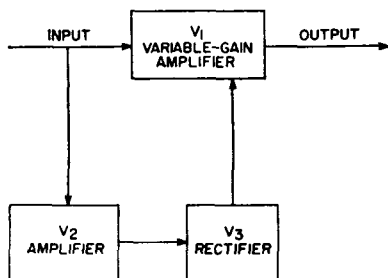 INPUT
V1
VARIABLE-GAIN
AMPLIFIER
OUTPUT
V2
AMPLIFIER
V3
RECTIFIER